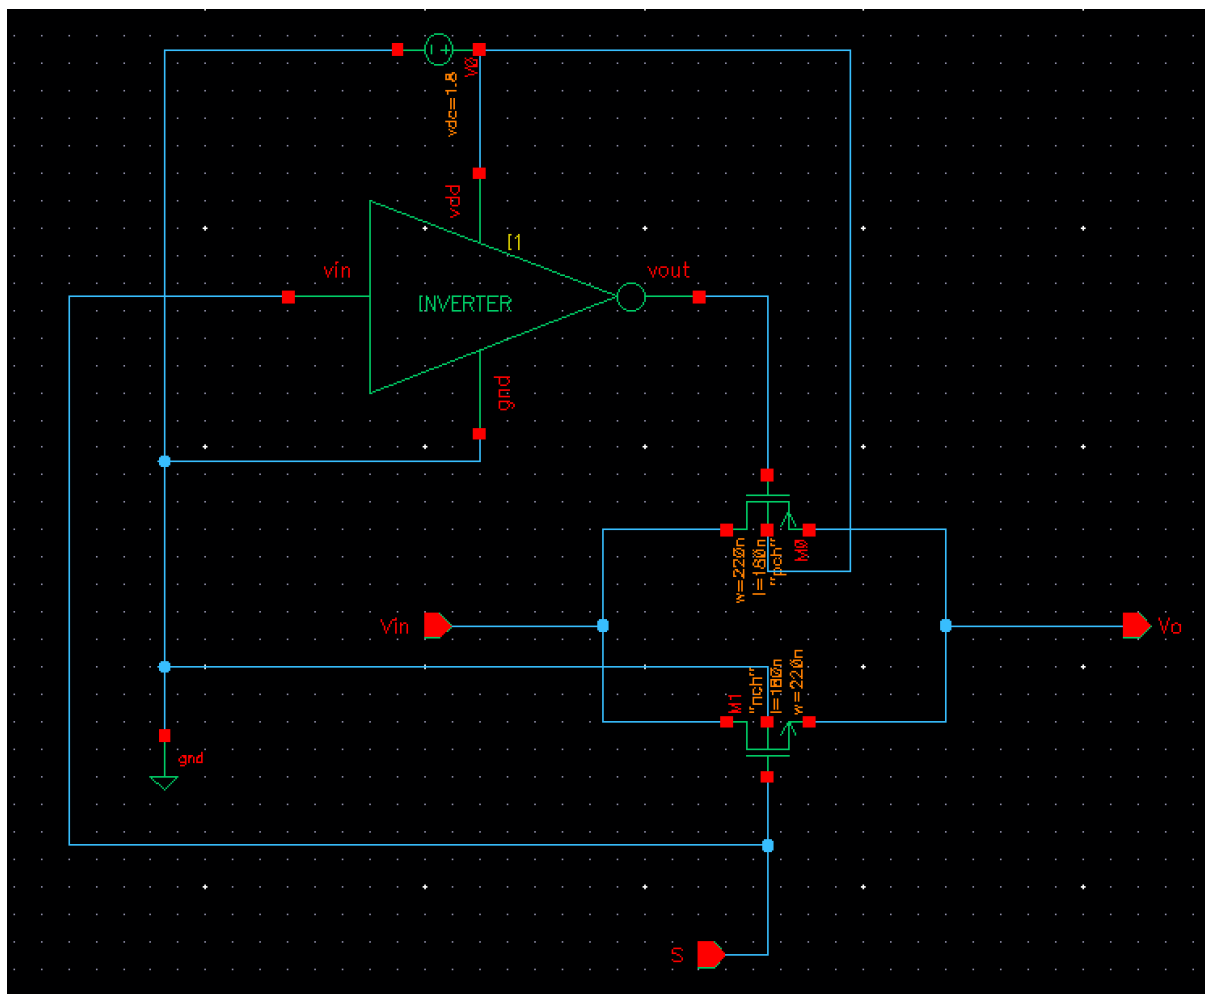 V0
vdc=1.8
vdd
I1
vin
vout
INVERTER
gnd
w=220n
l=180n
"pch"
M0
Vin
Vo
M1
"nch"
l=180n
w=220n
gnd
S